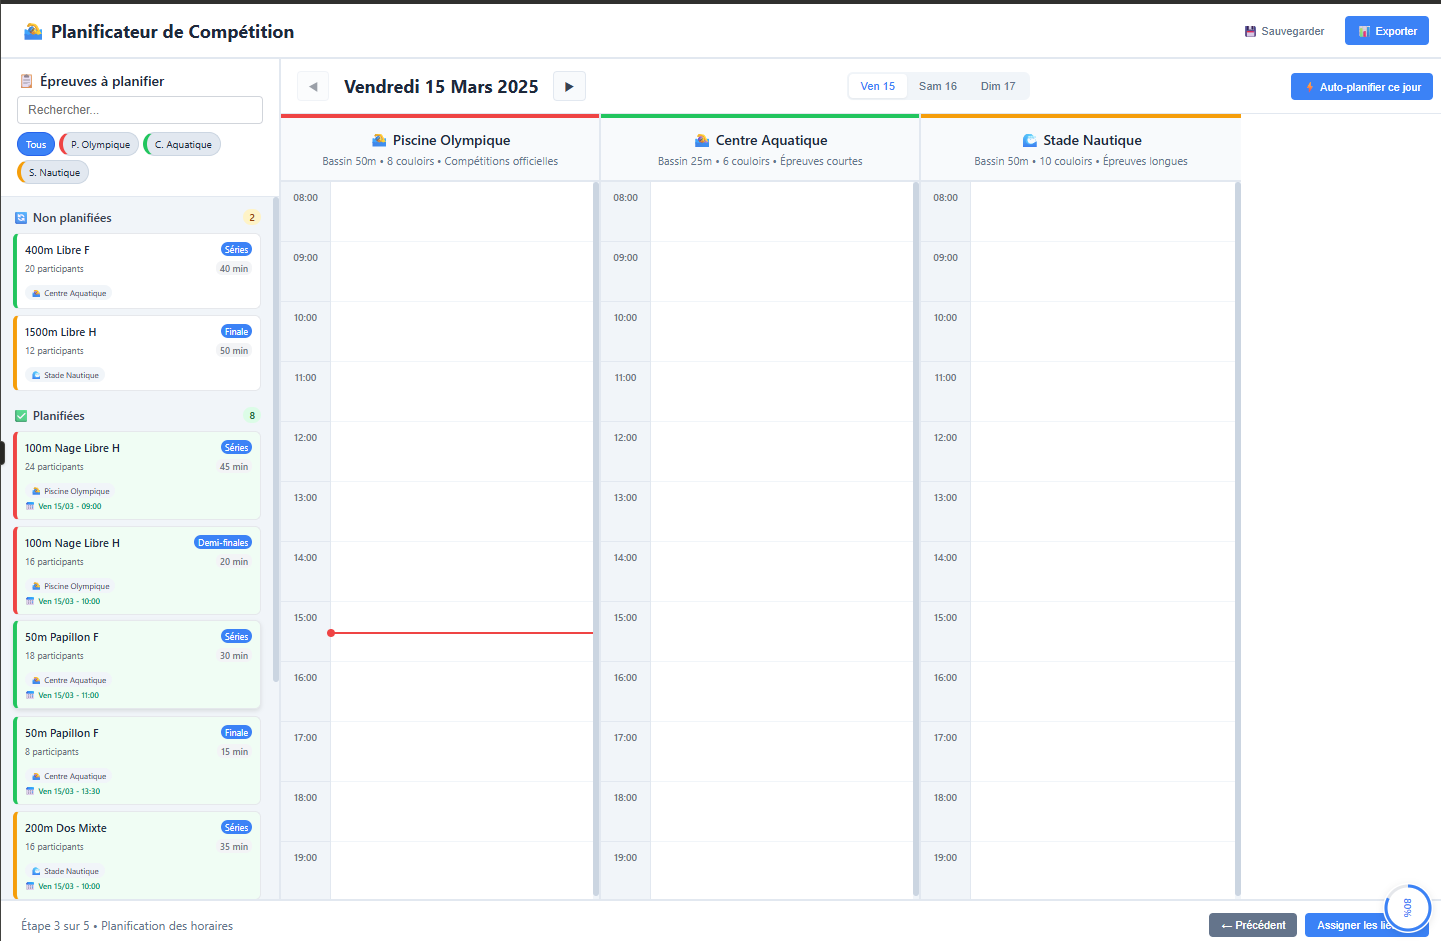 Planificateur de Compétition
Sauvegarder
Exporter
Épreuves à planifier
Rechercher...
Tous
P. Olympique
C. Aquatique
S. Nautique
Non planifiées
2
400m Libre F
Séries
20 participants
40 min
Centre Aquatique
1500m Libre H
Finale
12 participants
50 min
Stade Nautique
Planifiées
8
100m Nage Libre H
Séries
24 participants
45 min
Piscine Olympique
Ven 15/03 - 09:00
100m Nage Libre H
Demi-finales
16 participants
20 min
Piscine Olympique
Ven 15/03 - 10:00
50m Papillon F
Séries
18 participants
30 min
Centre Aquatique
Ven 15/03 - 11:00
50m Papillon F
Finale
8 participants
15 min
Centre Aquatique
Ven 15/03 - 13:30
200m Dos Mixte
Séries
16 participants
35 min
Stade Nautique
Ven 15/03 - 10:00
◀
Vendredi 15 Mars 2025
▶
Ven 15
Sam 16
Dim 17
Auto-planifier ce jour
Piscine Olympique
Bassin 50m • 8 couloirs • Compétitions officielles
08:00
09:00
10:00
11:00
12:00
13:00
14:00
15:00
16:00
17:00
18:00
19:00
Centre Aquatique
Bassin 25m • 6 couloirs • Épreuves courtes
08:00
09:00
10:00
11:00
12:00
13:00
14:00
15:00
16:00
17:00
18:00
19:00
Stade Nautique
Bassin 50m • 10 couloirs • Épreuves longues
08:00
09:00
10:00
11:00
12:00
13:00
14:00
15:00
16:00
17:00
18:00
19:00
Étape 3 sur 5 • Planification des horaires
← Précédent
Assigner les
80%